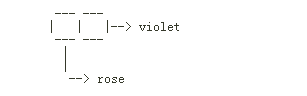 --- ---
|   |   |--> violet
--- ---
|
|
--> rose